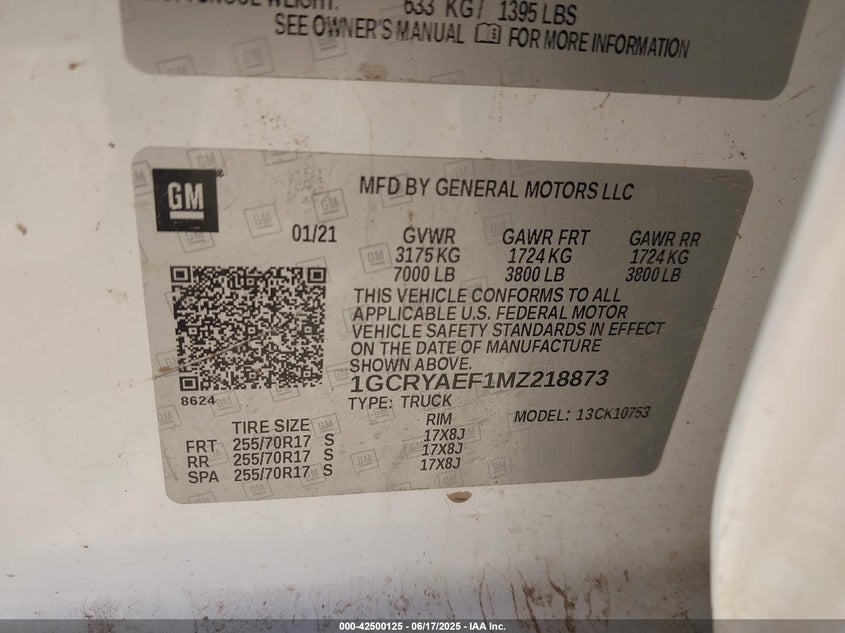 633 KG / 1395 LBS
SEE OWNER'S MANUAL FOR MORE INFORMATION
GM
MFD BY GENERAL MOTORS LLC
01/21 GVWR GAWR FRT GAWR RR
3175 KG 1724 KG 1724 KG
7000 LB 3800 LB 3800 LB
THIS VEHICLE CONFORMS TO ALL
APPLICABLE U.S. FEDERAL MOTOR
VEHICLE SAFETY STANDARDS IN EFFECT
ON THE DATE OF MANUFACTURE
SHOWN ABOVE.
1GCRYAEF1MZ218873
8624
TYPE: TRUCK MODEL: 13CK10753
TIRE SIZE RIM
FRT 255/70R17 S 17X8J
RR 255/70R17 S 17X8J
SPA 255/70R17 S 17X8J
000-42500125 - 06/17/2025 - IAA Inc.